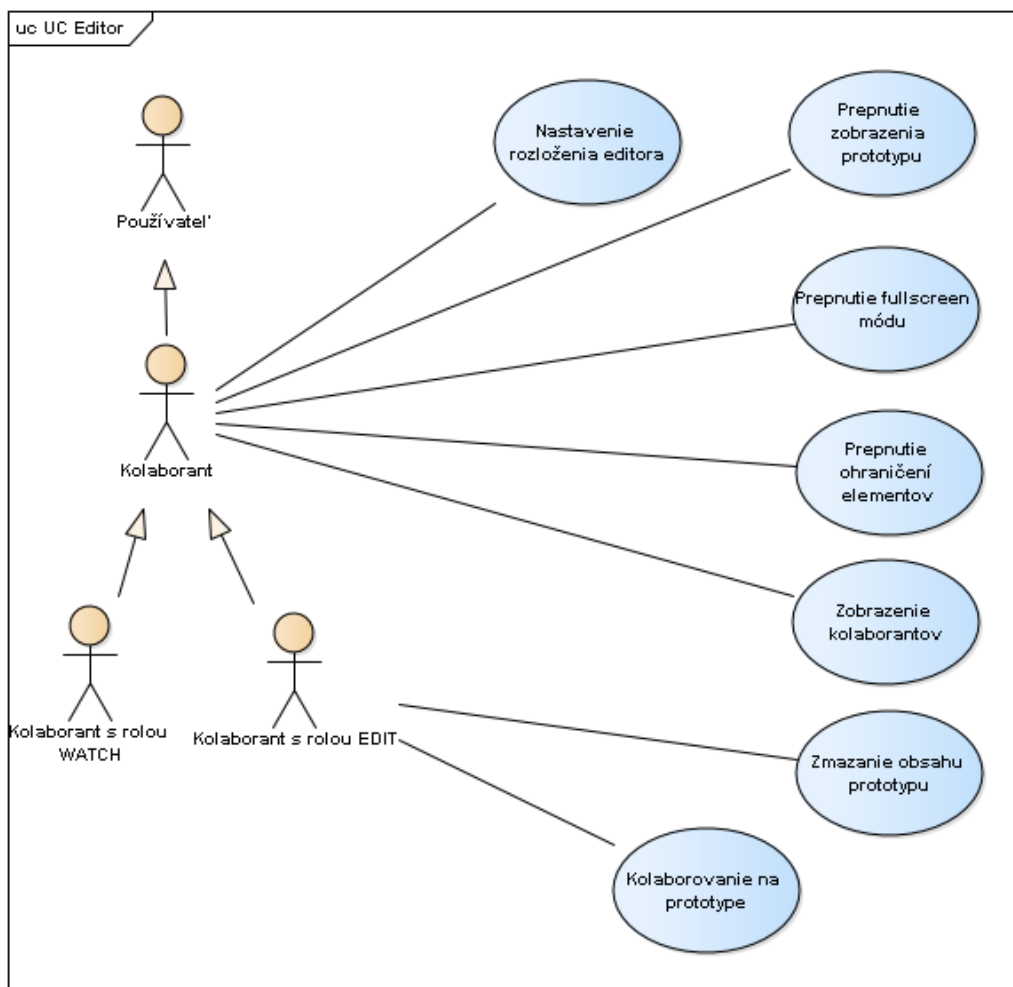 uc UC Editor
Nastavenie
rozloženia editora
Prepnutie
zobrazenia
prototypu
Používateľ
Prepnutie fullscreen
módu
Kolaborant
Prepnutie
ohraničení
elementov
Zobrazenie
kolaborantov
Kolaborant s rolou
WATCH
Kolaborant s rolou EDIT
Zmazanie obsahu
prototypu
Kolaborovanie na
prototype